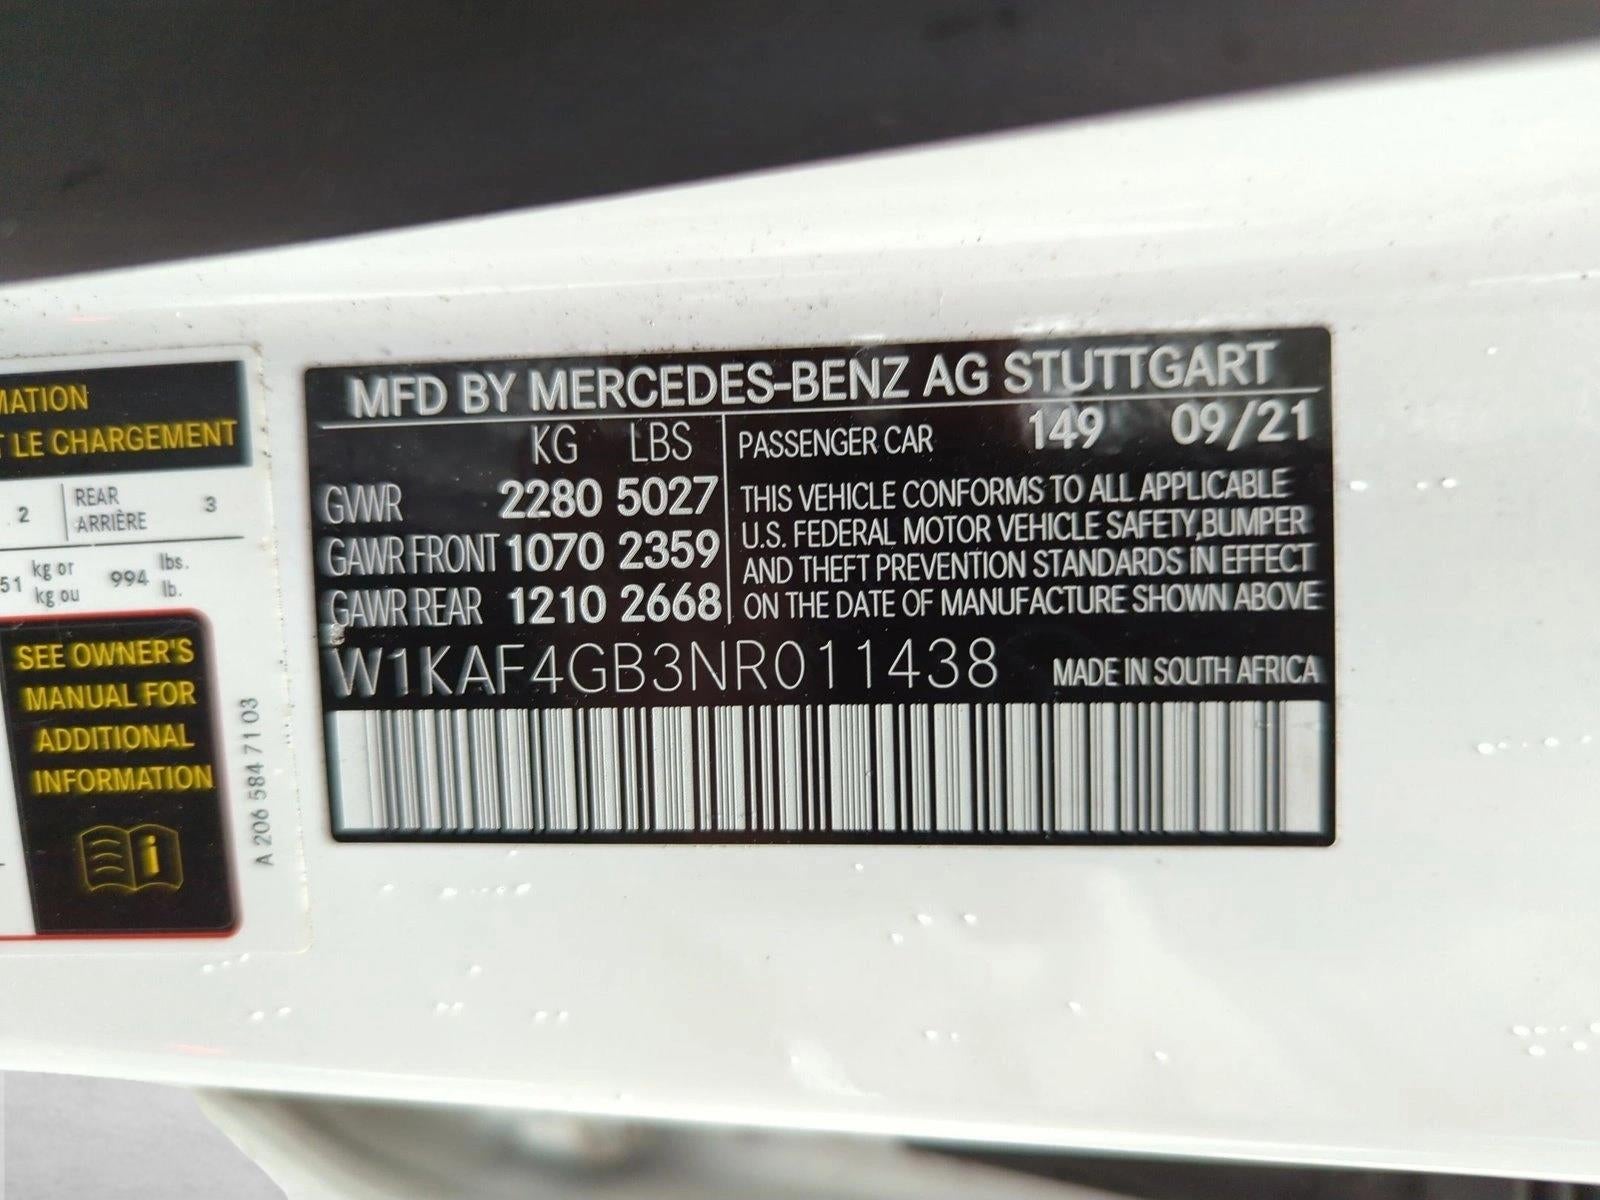 MATION
T LE CHARGEMENT
2 REAR 3
ARRIÈRE
51 kg or 994 lbs.
kg ou lb.
SEE OWNER'S
MANUAL FOR
ADDITIONAL
INFORMATION
i
A 206 584 71 03
MFD BY MERCEDES-BENZ AG STUTTGART
KG LBS
GVWR 2280 5027
GAWR FRONT 1070 2359
GAWR REAR 1210 2668
PASSENGER CAR 149 09/21
THIS VEHICLE CONFORMS TO ALL APPLICABLE
U.S. FEDERAL MOTOR VEHICLE SAFETY,BUMPER
AND THEFT PREVENTION STANDARDS IN EFFECT
ON THE DATE OF MANUFACTURE SHOWN ABOVE
W1KAF4GB3NR011438 MADE IN SOUTH AFRICA